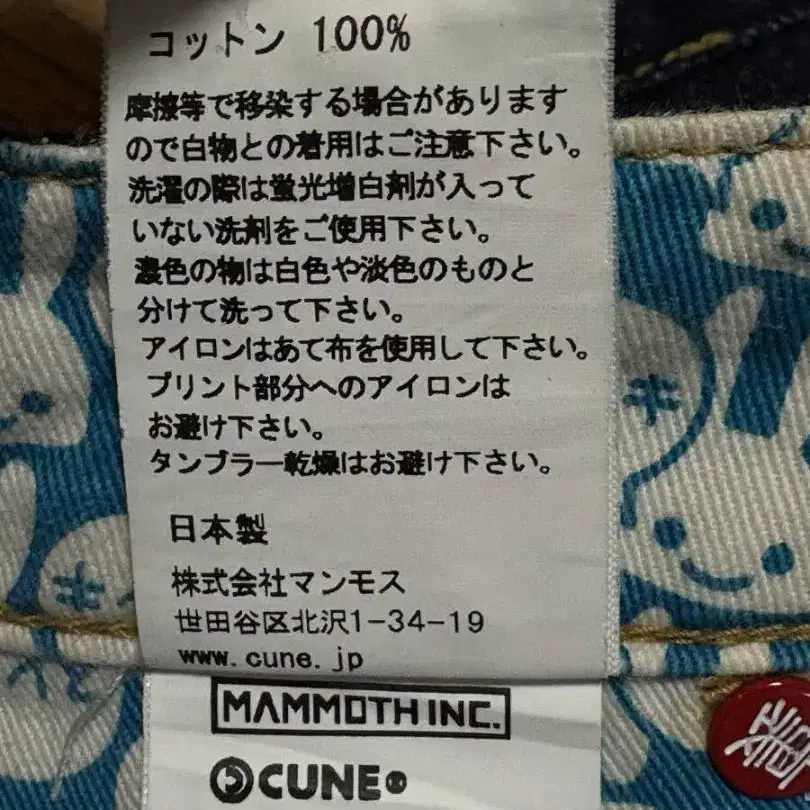 コットン 100%
摩擦等で移染する場合があります
ので白物との着用はご注意下さい。
洗濯の際は蛍光増白剤が入って
いない洗剤をご使用下さい。
濃色の物は白色や淡色のものと
分けて洗って下さい。
アイロンはあて布を使用して下さい。
プリント部分へのアイロンは
お避け下さい。
タンブラー乾燥はお避け下さい。
日本製
株式会社マンモス
世田谷区北沢1-34-19
www.cune.jp
MAMMOTH INC.
CUNE